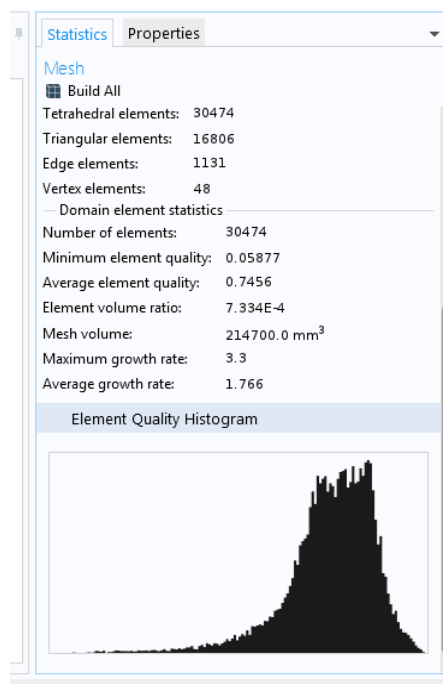 Statistics Properties
Mesh
Build All
Tetrahedral elements: 30474
Triangular elements: 16806
Edge elements: 1131
Vertex elements: 48
Domain element statistics
Number of elements: 30474
Minimum element quality: 0.05877
Average element quality: 0.7456
Element volume ratio: 7.334E-4
Mesh volume: 214700.0 mm³
Maximum growth rate: 3.3
Average growth rate: 1.766
Element Quality Histogram